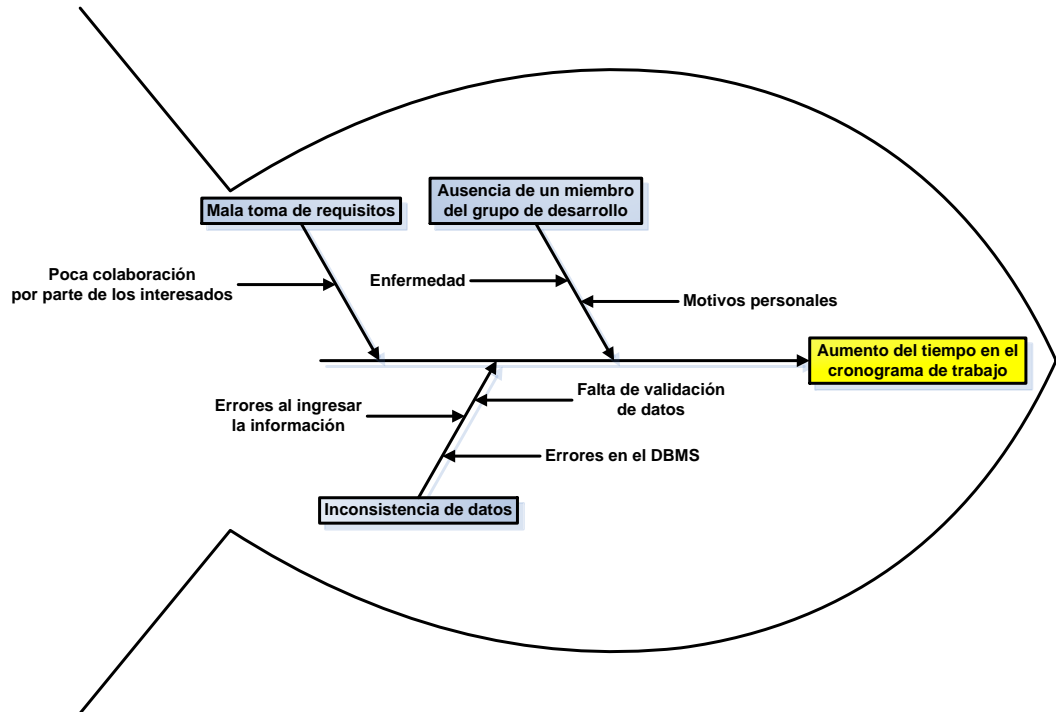 Mala toma de requisitos
Ausencia de un miembro
del grupo de desarrollo
Poca colaboración
por parte de los interesados
Enfermedad
Motivos personales
Aumento del tiempo en el
cronograma de trabajo
Errores al ingresar
la información
Falta de validación
de datos
Errores en el DBMS
Inconsistencia de datos